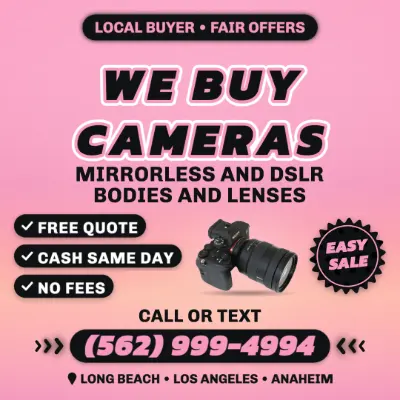 LOCAL BUYER • FAIR OFFERS
WE BUY
CAMERAS
MIRRORLESS AND DSLR
BODIES AND LENSES
✓ FREE QUOTE
✓ CASH SAME DAY
✓ NO FEES
EASY
SALE
CALL OR TEXT
(562) 999-4994
LONG BEACH • LOS ANGELES • ANAHEIM